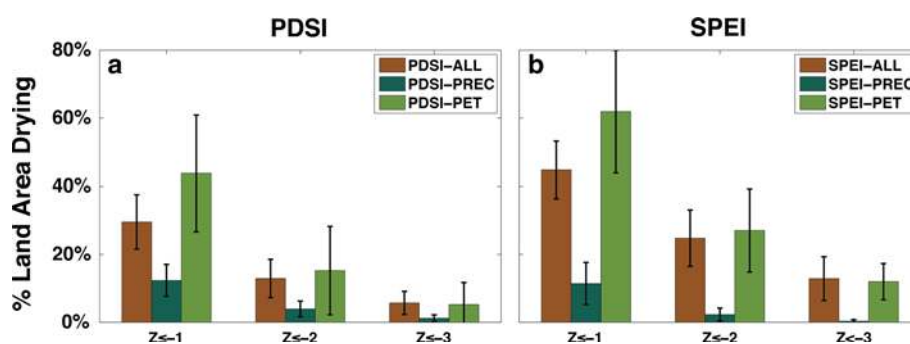 PDSI
SPEI
% Land Area Drying
80%
60%
40%
20%
0%
a
PDSI-ALL
PDSI-PREC
PDSI-PET
Z≤-1
Z≤-2
Z≤-3
b
SPEI-ALL
SPEI-PREC
SPEI-PET
Z≤-1
Z≤-2
Z<-3